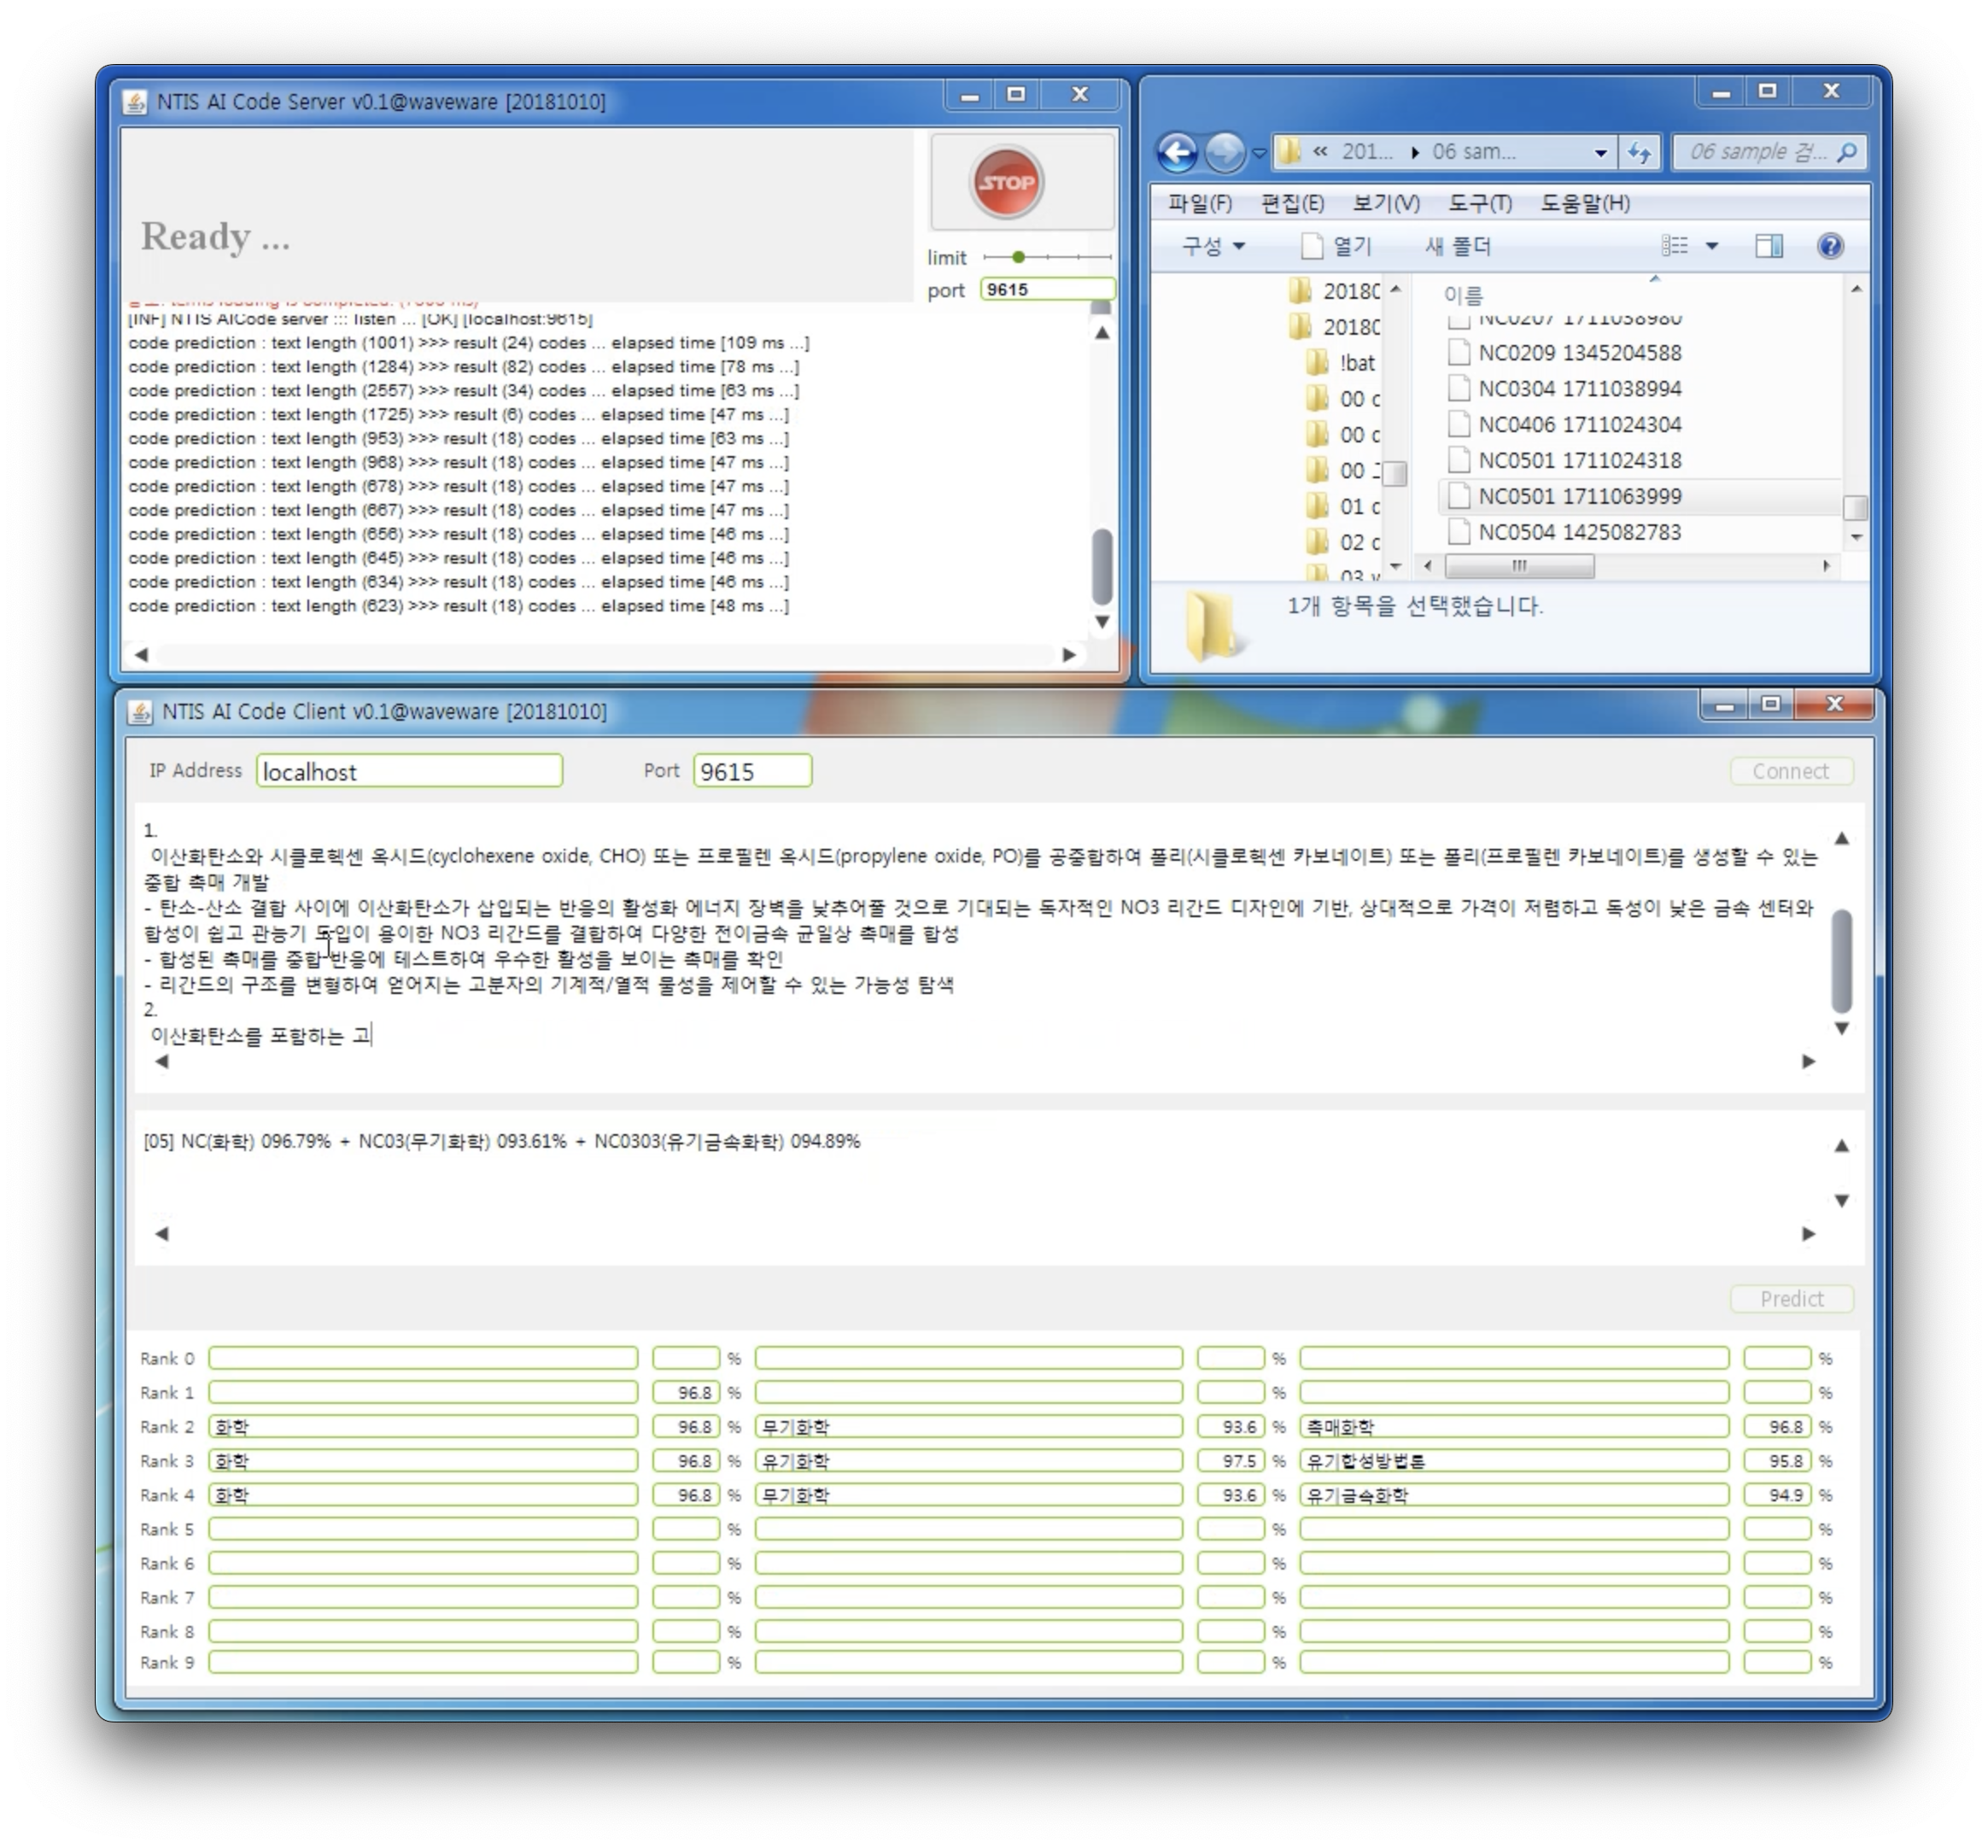 NTIS AI Code Server v0.1@waveware [20181010]
Ready ...
STOP
limit
port 9615
[INF] NTIS AICode server ::: listen ... [OK] [localhost:9615]
code prediction : text length (1001) >>> result (24) codes ... elapsed time [109 ms ...]
code prediction : text length (1284) >>> result (82) codes ... elapsed time [78 ms ...]
code prediction : text length (2557) >>> result (34) codes ... elapsed time [63 ms ...]
code prediction : text length (1725) >>> result (6) codes ... elapsed time [47 ms ...]
code prediction : text length (953) >>> result (18) codes ... elapsed time [63 ms ...]
code prediction : text length (968) >>> result (18) codes ... elapsed time [47 ms ...]
code prediction : text length (678) >>> result (18) codes ... elapsed time [47 ms ...]
code prediction : text length (667) >>> result (18) codes ... elapsed time [47 ms ...]
code prediction : text length (656) >>> result (18) codes ... elapsed time [46 ms ...]
code prediction : text length (645) >>> result (18) codes ... elapsed time [46 ms ...]
code prediction : text length (634) >>> result (18) codes ... elapsed time [46 ms ...]
code prediction : text length (623) >>> result (18) codes ... elapsed time [48 ms ...]
« 201... ▸ 06 sam...
06 sample 검...
파일(F) 편집(E) 보기(V) 도구(T) 도움말(H)
구성 열기 새 폴더
2018C
2018C
!bat
00 c
00 c
00
01 c
02 c
이름
NC0207 1711038980
NC0209 1345204588
NC0304 1711038994
NC0406 1711024304
NC0501 1711024318
NC0501 1711063999
NC0504 1425082783
1개 항목을 선택했습니다.
NTIS AI Code Client v0.1@waveware [20181010]
IP Address localhost Port 9615 Connect
1.
이산화탄소와 시클로헥센 옥시드(cyclohexene oxide, CHO) 또는 프로필렌 옥시드(propylene oxide, PO)를 공중합하여 폴리(시클로헥센 카보네이트) 또는 폴리(프로필렌 카보네이트)를 생성할 수 있는
중합 촉매 개발
- 탄소-산소 결합 사이에 이산화탄소가 삽입되는 반응의 활성화 에너지 장벽을 낮추어줄 것으로 기대되는 독자적인 NO3 리간드 디자인에 기반, 상대적으로 가격이 저렴하고 독성이 낮은 금속 센터와
합성이 쉽고 관능기 도입이 용이한 NO3 리간드를 결합하여 다양한 전이금속 균일상 촉매를 합성
- 합성된 촉매를 중합 반응에 테스트하여 우수한 활성을 보이는 촉매를 확인
- 리간드의 구조를 변형하여 얻어지는 고분자의 기계적/열적 물성을 제어할 수 있는 가능성 탐색
2.
이산화탄소를 포함하는 고
[05] NC(화학) 096.79% + NC03(무기화학) 093.61% + NC0303(유기금속화학) 094.89%
Predict
Rank 0 % % %
Rank 1 96.8 % % %
Rank 2 화학 96.8 % 무기화학 93.6 % 촉매화학 96.8 %
Rank 3 화학 96.8 % 유기화학 97.5 % 유기합성방법론 95.8 %
Rank 4 화학 96.8 % 무기화학 93.6 % 유기금속화학 94.9 %
Rank 5 % % %
Rank 6 % % %
Rank 7 % % %
Rank 8 % % %
Rank 9 % % %